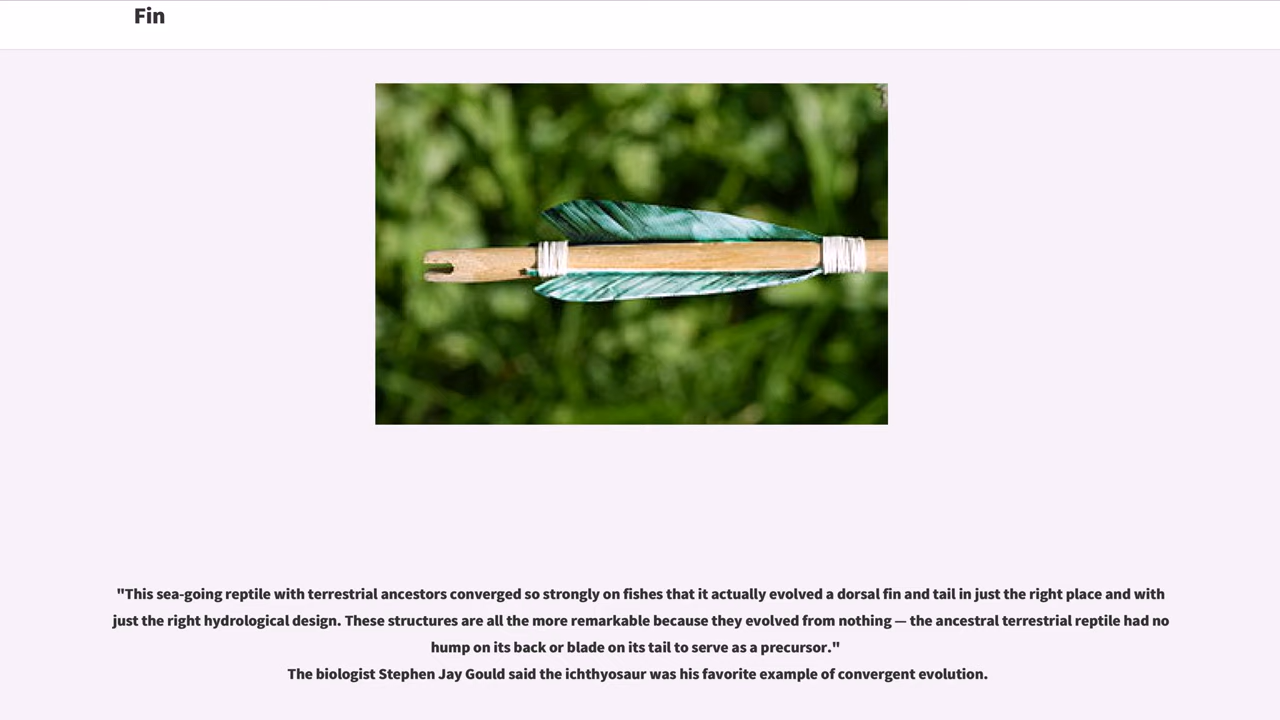 Fin
"This sea-going reptile with terrestrial ancestors converged so strongly on fishes that it actually evolved a dorsal fin and tail in just the right place and with
just the right hydrological design. These structures are all the more remarkable because they evolved from nothing — the ancestral terrestrial reptile had no
hump on its back or blade on its tail to serve as a precursor."
The biologist Stephen Jay Gould said the ichthyosaur was his favorite example of convergent evolution.